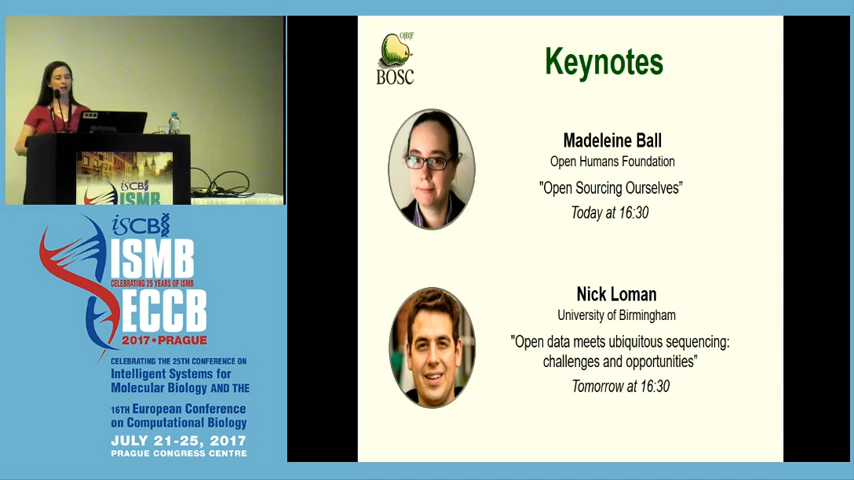 iSCB
ISMB
iSCB
ISMB
CELEBRATING 25 YEARS OF ISMB
ECCB
2017 • PRAGUE
CELEBRATING THE 25TH CONFERENCE ON
Intelligent Systems for
Molecular Biology AND THE
16TH European Conference
on Computational Biology
JULY 21-25, 2017
PRAGUE CONGRESS CENTRE
OBF
BOSC
Keynotes
Madeleine Ball
Open Humans Foundation
"Open Sourcing Ourselves"
Today at 16:30
Nick Loman
University of Birmingham
"Open data meets ubiquitous sequencing:
challenges and opportunities"
Tomorrow at 16:30